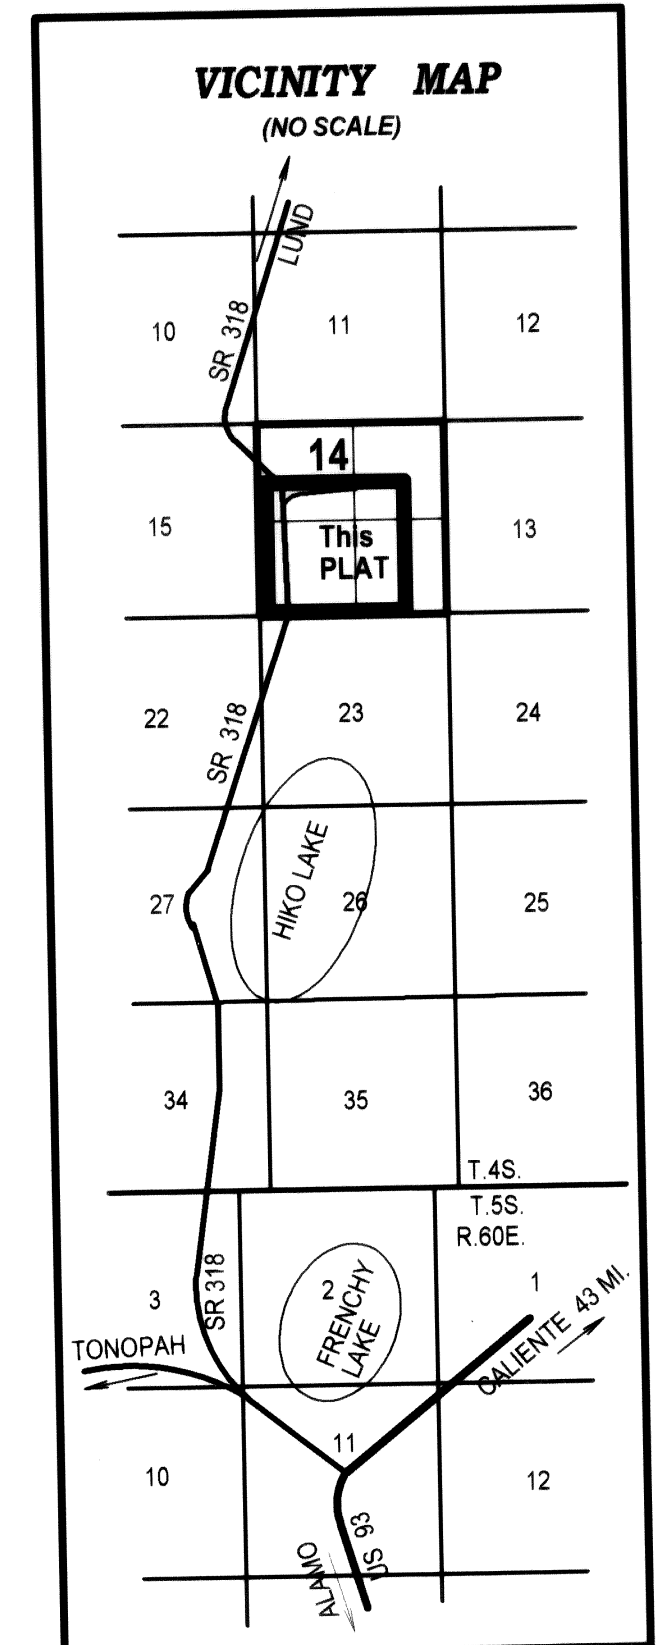 VICINITY MAP
(NO SCALE)
LUND
SR 318
10
11
12
14
15
This
PLAT
13
22
SR 318
23
24
HIKO LAKE
27
26
25
34
35
36
T.4S.
T.5S.
R.60E.
3
SR 318
2
FRENCHY
LAKE
1
TONOPAH
CALIENTE 43 MI.
10
11
12
ALAMO
US 93